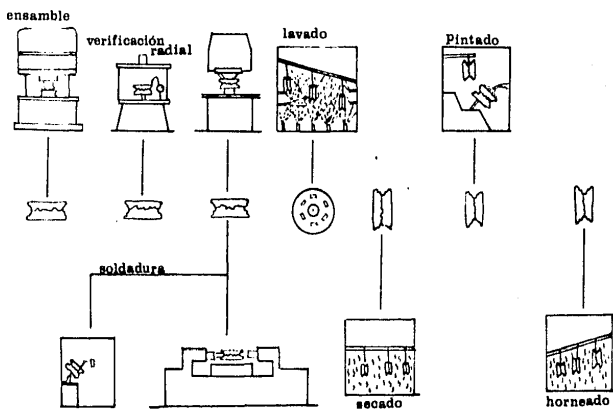 ensamble
verificación
radial
lavado
Pintado
soldadura
secado
horneado